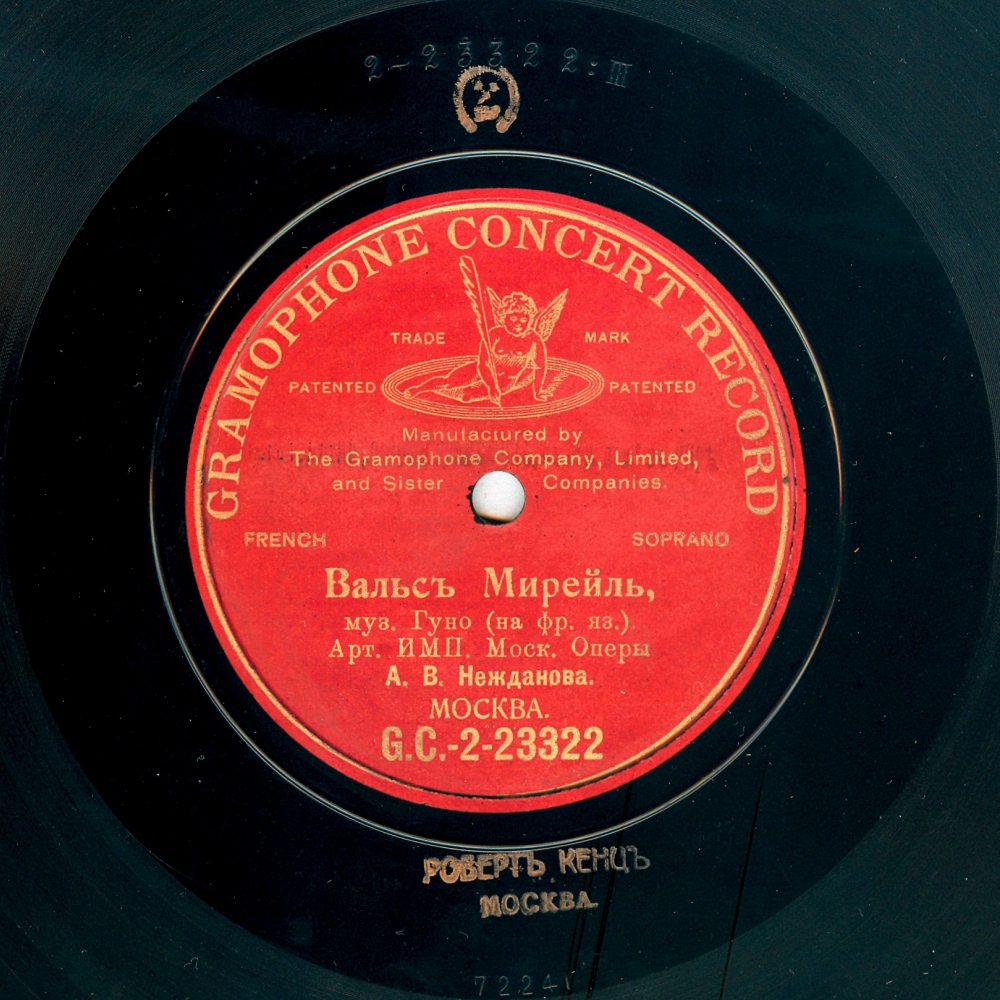 2-23322:III
GRAMOPHONE CONCERT RECORD
TRADE MARK
PATENTED PATENTED
Manufactured by
The Gramophone Company, Limited,
and Sister Companies.
FRENCH SOPRANO
Вальсъ Мирейль,
муз. Гуно (на фр. яз.).
Арт. ИМП. Моск. Оперы
А. В. Нежданова.
МОСКВА.
G.C.-2-23322
РОБЕРТЪ КЕНЦЪ
МОСКВА